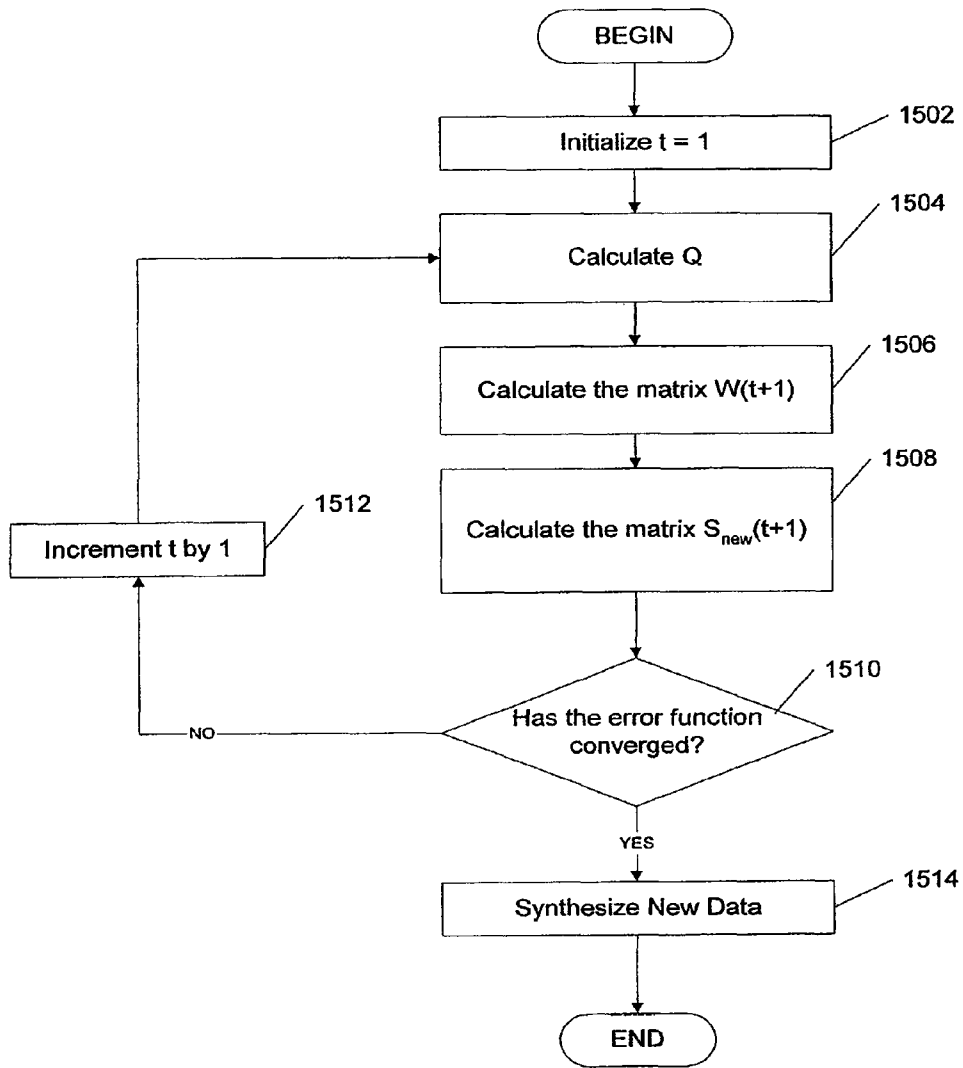 BEGIN
1502
Initialize t = 1
1504
Calculate Q
1506
Calculate the matrix W(t+1)
1508
Calculate the matrix Snew(t+1)
1512
Increment t by 1
1510
Has the error function
converged?
NO
YES
1514
Synthesize New Data
END